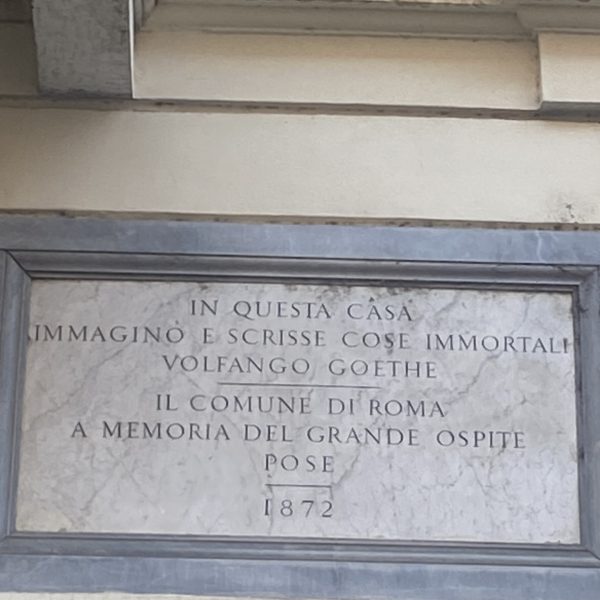 IN QUESTA CASA
IMMAGINÒ E SCRISSE COSE IMMORTALI
VOLFANGO GOETHE
IL COMUNE DI ROMA
A MEMORIA DEL GRANDE OSPITE
POSE
1872